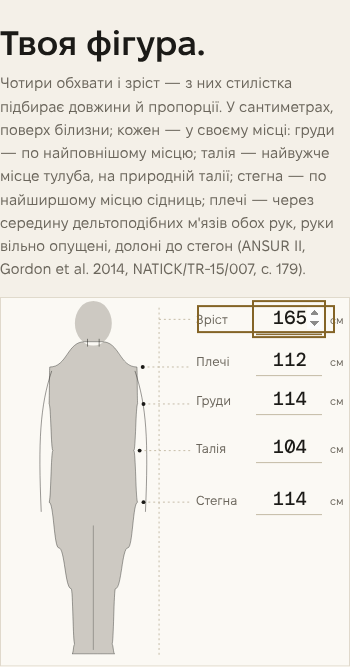 Твоя фігура.
Чотири обхвати і зріст — з них стилістка
підбирає довжини й пропорції. У сантиметрах,
поверх білизни; кожен — у своєму місці: груди
— по найповнішому місцю; талія — найвужче
місце тулуба, на природній талії; стегна — по
найширшому місцю сідниць; плечі — через
середину дельтоподібних м'язів обох рук, руки
вільно опущені, долоні до стегон (ANSUR II,
Gordon et al. 2014, NATICK/TR-15/007, с. 179).
Зріст 165 см
Плечі 112 см
Груди 114 см
Талія 104 см
Стегна 114 см